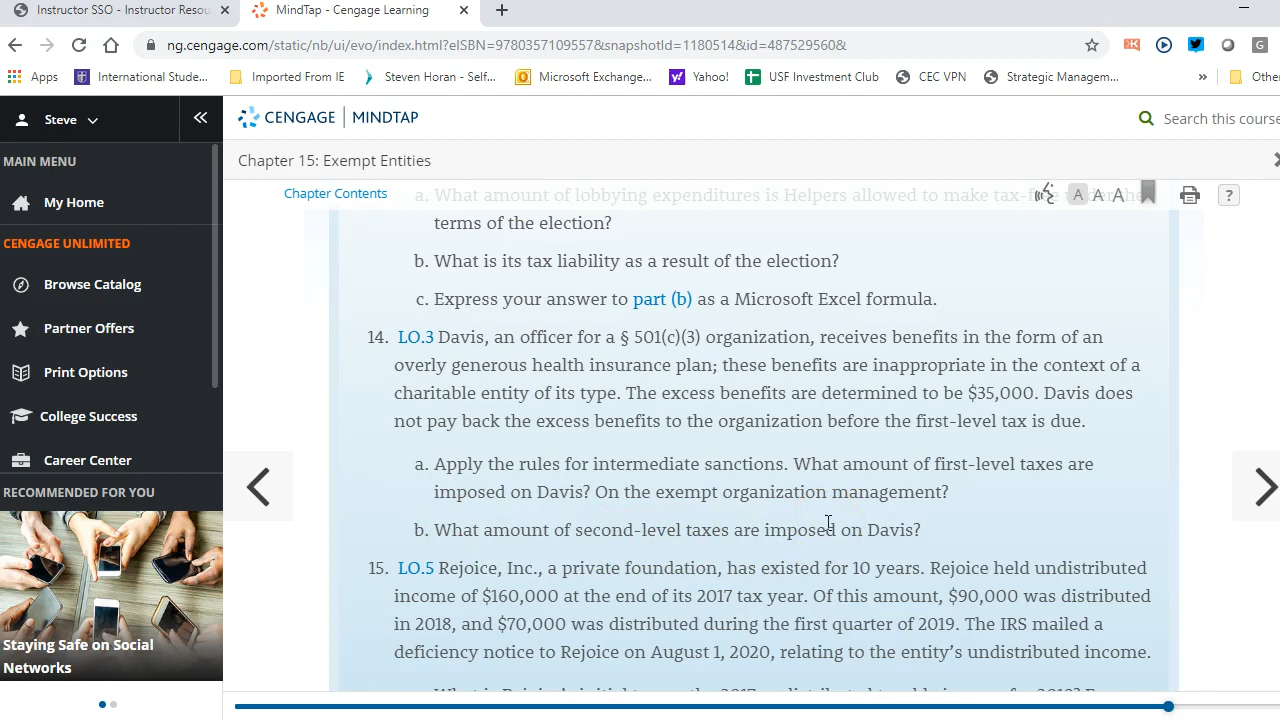 Instructor SSO - Instructor Resou
MindTap - Cengage Learning
ng.cengage.com/static/nb/ui/evo/index.html?eISBN=9780357109557&snapshotId=1180514&id=487529560&
Apps
International Stude...
Imported From IE
Steven Horan - Self...
Microsoft Exchange...
Yahoo
USF Investment Club
CEC VPN
Strategic Managem...
»
Othe
Steve
CENGAGE | MINDTAP
Search this course
MAIN MENU
Chapter 15: Exempt Entities
My Home
CENGAGE UNLIMITED
Browse Catalog
Partner Offers
Print Options
College Success
Career Center
RECOMMENDED FOR YOU
Staying Safe on Social
Networks
Chapter Contents
A A A
?
a. What amount of lobbying expenditures is Helpers allowed to make tax-f
terms of the election?
b. What is its tax liability as a result of the election?
c. Express your answer to part (b) as a Microsoft Excel formula.
14. LO.3 Davis, an officer for a § 501(c)(3) organization, receives benefits in the form of an
overly generous health insurance plan; these benefits are inappropriate in the context of a
charitable entity of its type. The excess benefits are determined to be $35,000. Davis does
not pay back the excess benefits to the organization before the first-level tax is due.
a. Apply the rules for intermediate sanctions. What amount of first-level taxes are
imposed on Davis? On the exempt organization management?
b. What amount of second-level taxes are imposed on Davis?
15. LO.5 Rejoice, Inc., a private foundation, has existed for 10 years. Rejoice held undistributed
income of $160,000 at the end of its 2017 tax year. Of this amount, $90,000 was distributed
in 2018, and $70,000 was distributed during the first quarter of 2019. The IRS mailed a
deficiency notice to Rejoice on August 1, 2020, relating to the entity's undistributed income.